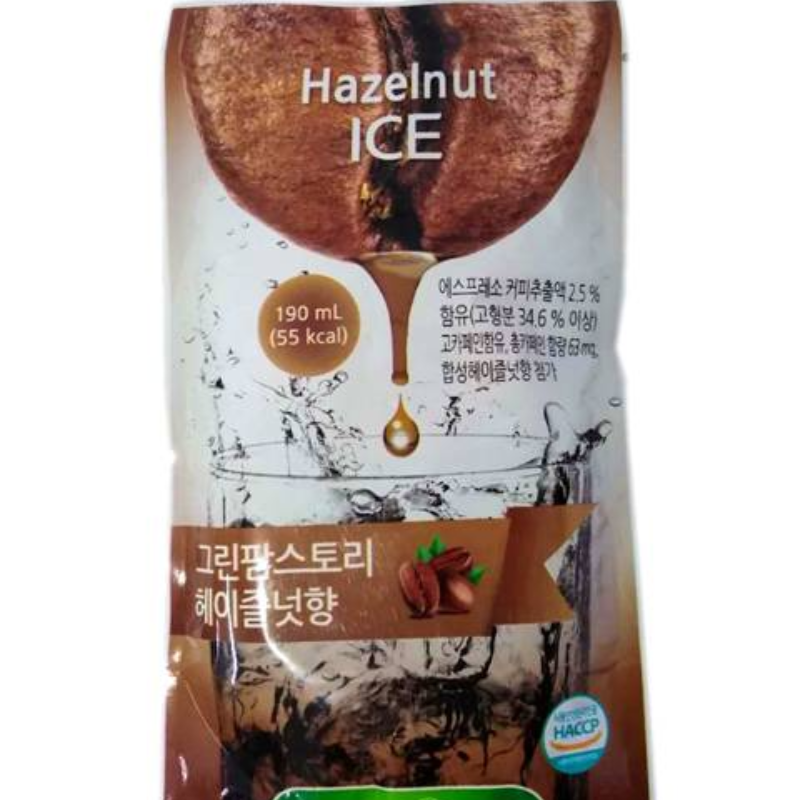 Hazelnut
ICE
190 mL
(55 kcal)
에스프레소 커피추출액 2.5 %
함유(고형분 34.6 % 이상)
고카페인함유, 총카페인 함량 63 mg,
합성헤이즐넛향 첨가
그린팜스토리
헤이즐넛향
HACCP